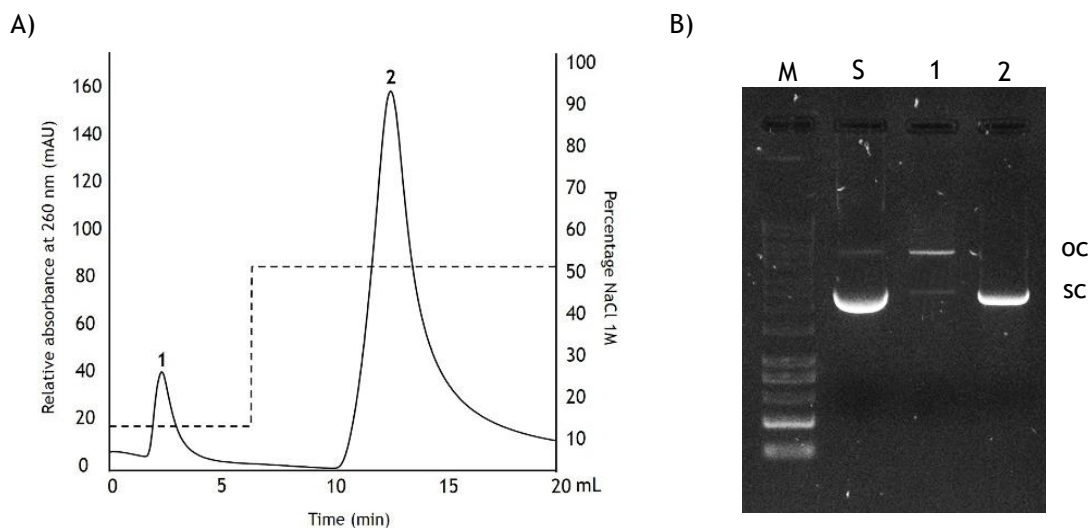 A)
B)
Relative absorbance at 260 nm (mAU)
160
140
120
100
80
60
40
20
0
1
2
100
90
80
70
60
50
40
30
20
10
Percentage NaCl 1M
0
5
10
15
20 mL
Time (min)
M
S
1
2
OC
SC